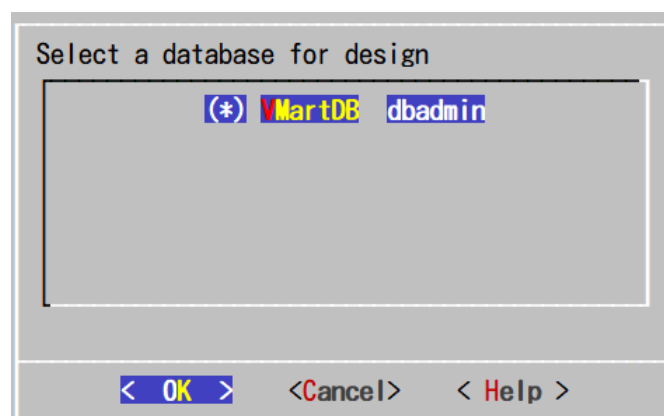 Select a database for design
(*) VMartDB dbadmin
< OK > <Cancel> < Help >